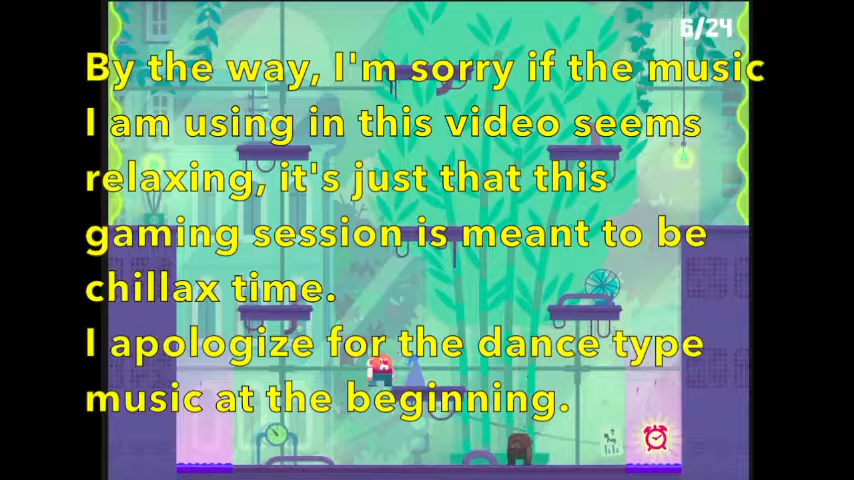 6/24
By the way, I'm sorry if the music
I am using in this video seems
relaxing, it's just that this
gaming session is meant to be
chillax time.
I apologize for the dance type
music at the beginning.